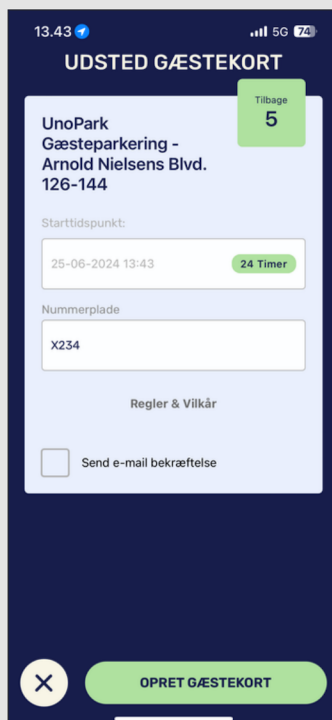 13.43
5G 74
UDSTED GÆSTEKORT
Tilbage
5
UnoPark
Gæsteparkering -
Arnold Nielsens Blvd.
126-144
Starttidspunkt:
25-06-2024 13:43
24 Timer
Nummerplade
X234
Regler & Vilkår
Send e-mail bekræftelse
OPRET GÆSTEKORT